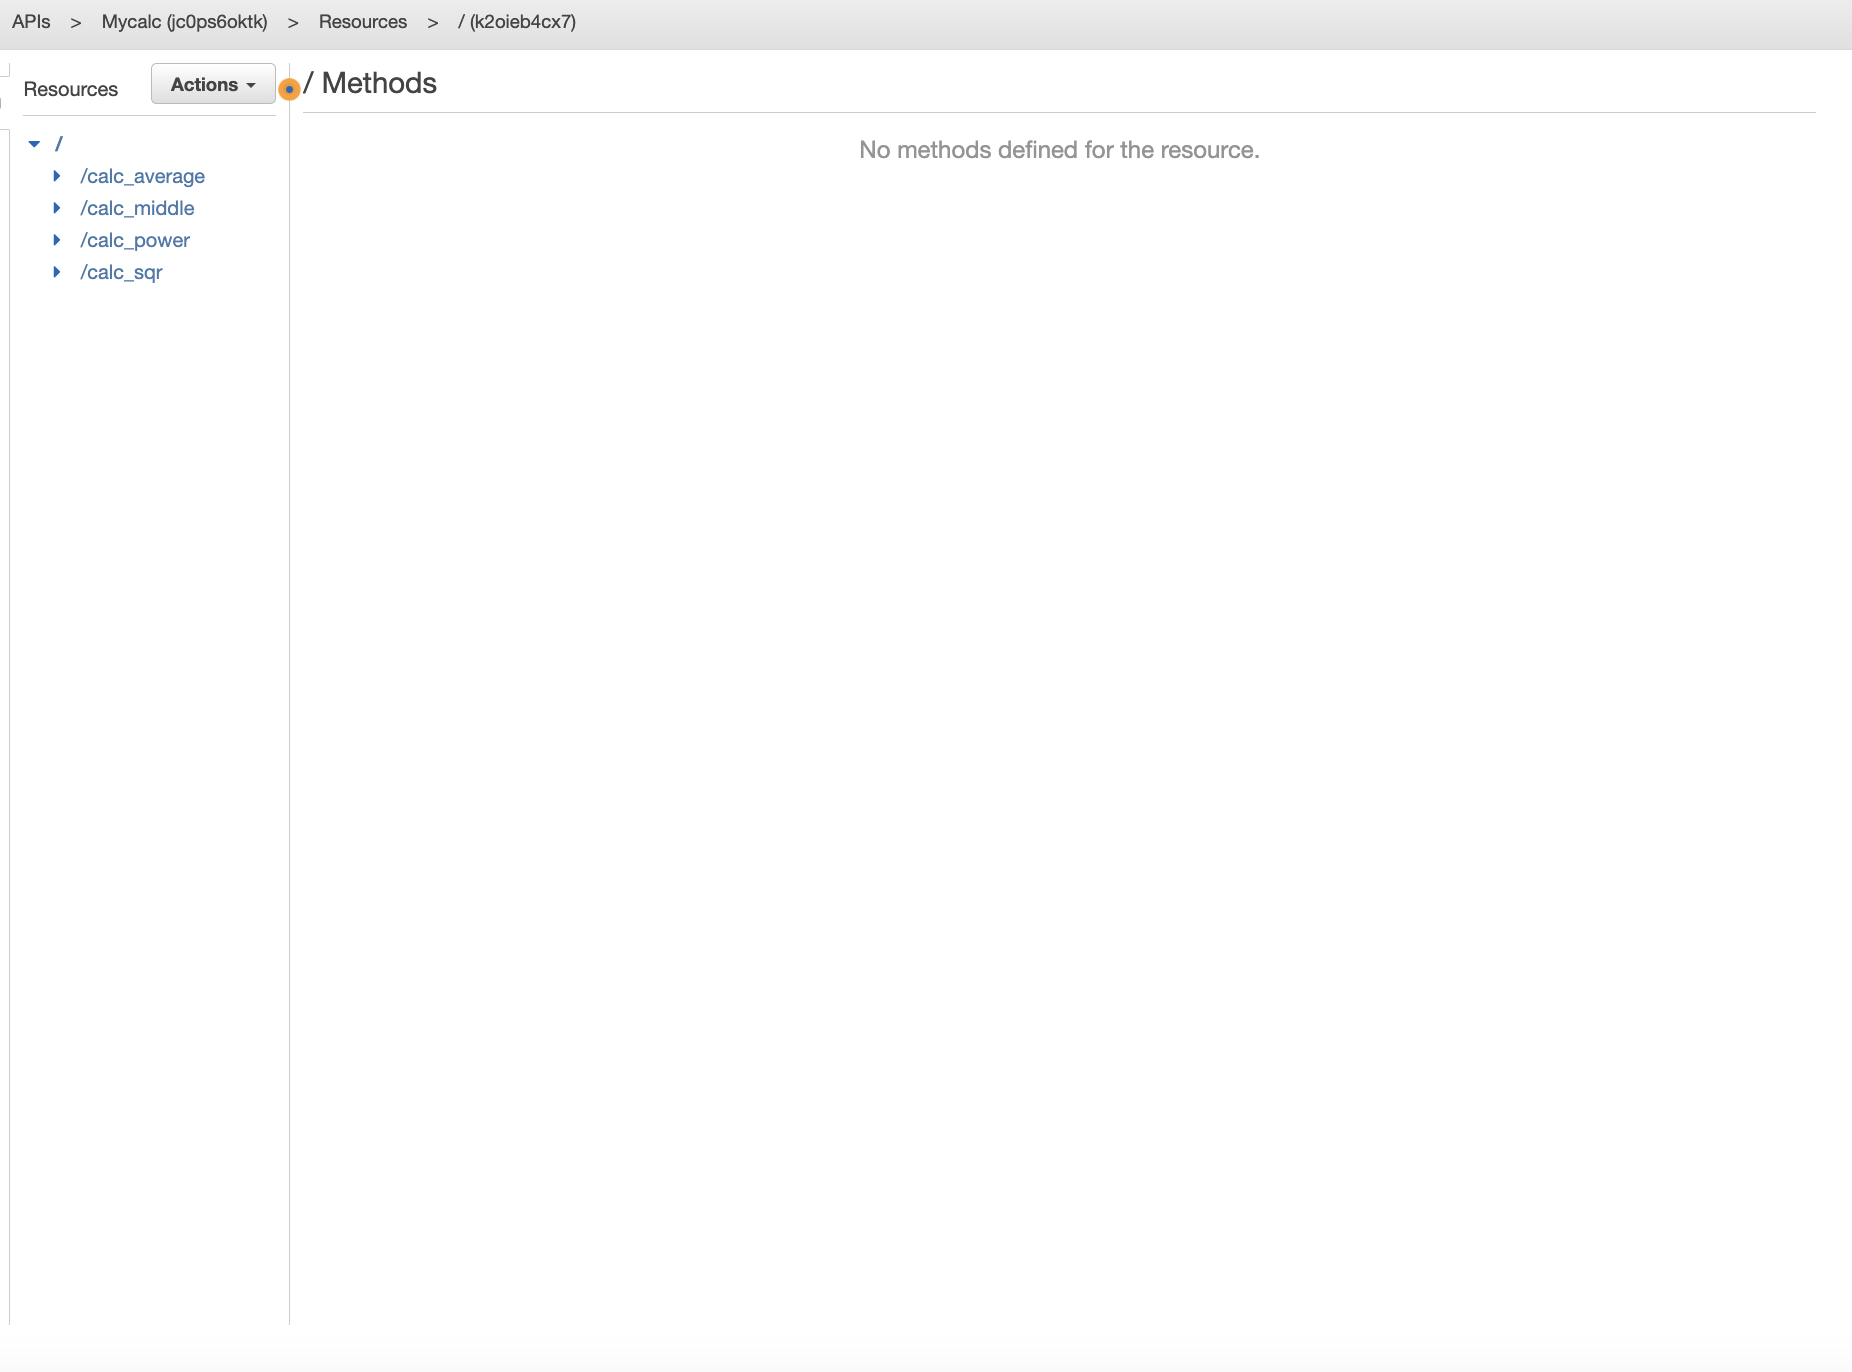 APIs > Mycalc (jc0ps6oktk) > Resources > / (k2oieb4cx7)
Resources
Actions
/ Methods
No methods defined for the resource.
/
/calc_average
/calc_middle
/calc_power
/calc_sqr